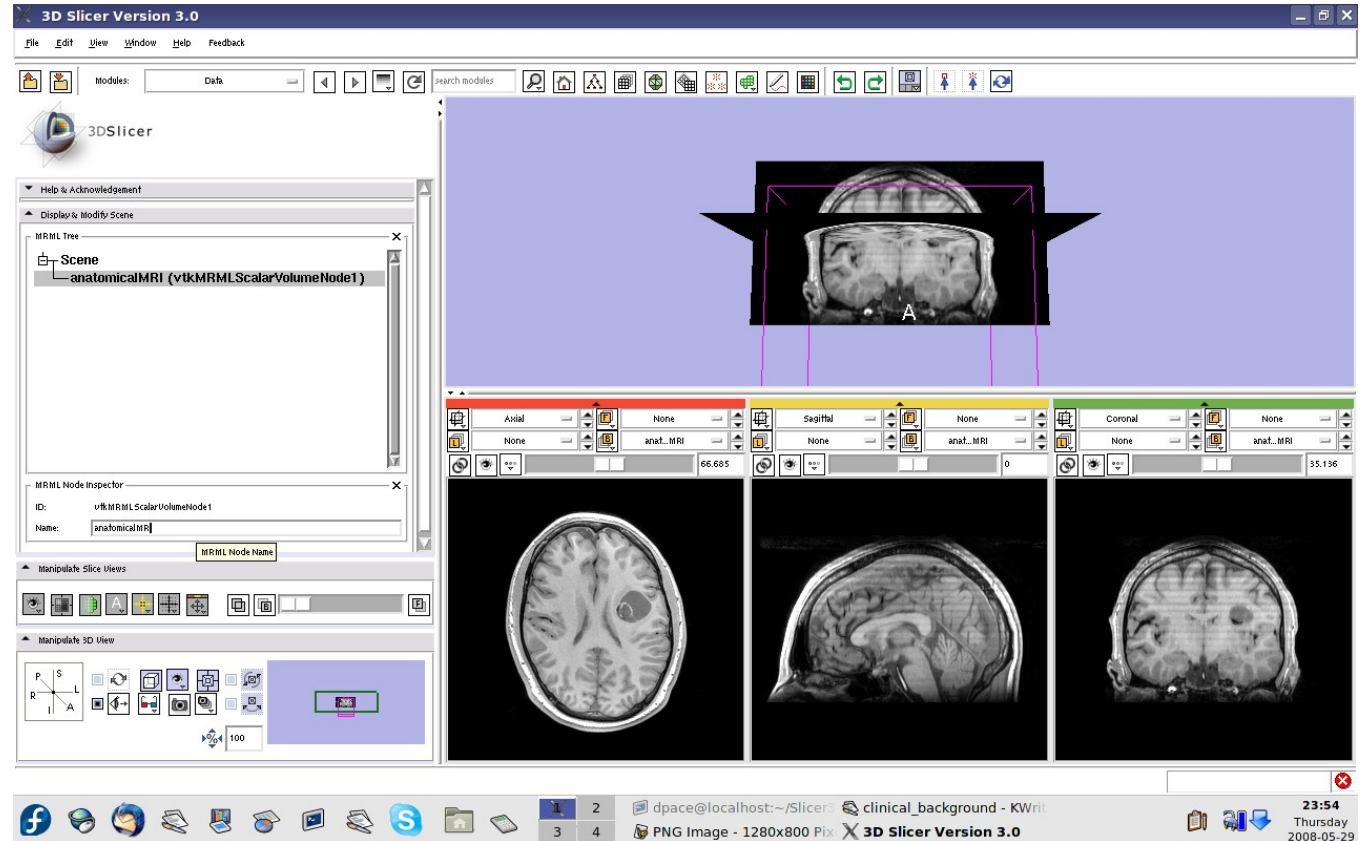 3D Slicer Version 3.0
File Edit View Window Help Feedback
Modules: Data search modules
3DSlicer
Help & Acknowledgement
Display & Modify Scene
MRML Tree
Scene
anatomicalMRI (vtkMRMLScalarVolumeNode1)
MRML Node Inspector
ID: vtkMRMLScalarVolumeNode1
Name: anatomicalMRI
MRML Node Name
Manipulate Slice Views
Manipulate 3D View
P S
R L
I A
100
A
Axial None
None anat...MRI
66.685
Sagittal None
None anat...MRI
0
Coronal None
None anat...MRI
35.136
1 2 dpace@localhost:~/Slicer3 clinical_background - KWrit
3 4 PNG Image - 1280x800 Pix 3D Slicer Version 3.0
23:54
Thursday
2008-05-29